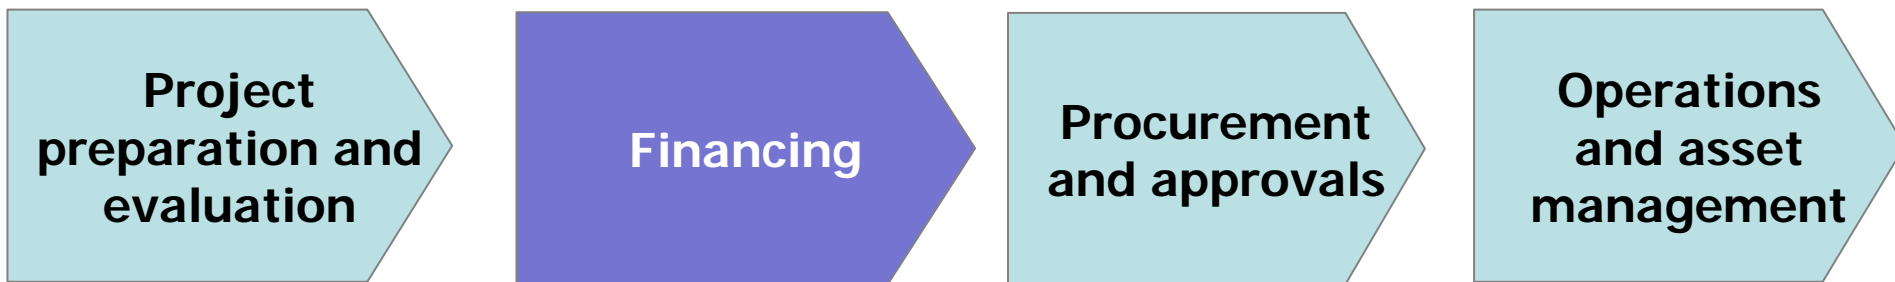 Project
preparation and
evaluation
Financing
Procurement
and approvals
Operations
and asset
management